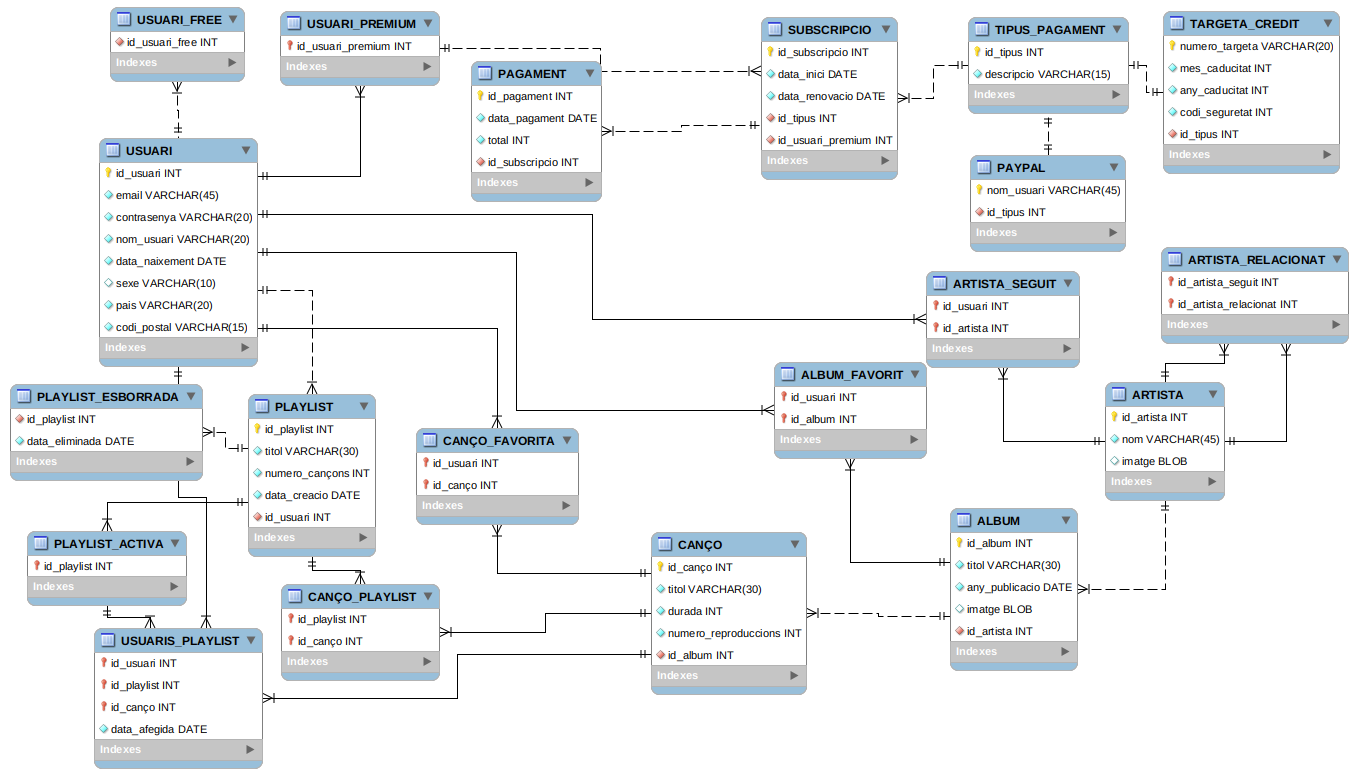 USUARI_FREE
id_usuari_free INT
Indexes
USUARI_PREMIUM
id_usuari_premium INT
Indexes
PAGAMENT
id_pagament INT
data_pagament DATE
total INT
id_subscripcio INT
Indexes
SUBSCRIPCIO
id_subscripcio INT
data_inici DATE
data_renovacio DATE
id_tipus INT
id_usuari_premium INT
Indexes
TIPUS_PAGAMENT
id_tipus INT
descripcio VARCHAR(15)
Indexes
TARGETA_CREDIT
numero_targeta VARCHAR(20)
mes_caducitat INT
any_caducitat INT
codi_seguretat INT
id_tipus INT
Indexes
PAYPAL
nom_usuari VARCHAR(45)
id_tipus INT
Indexes
USUARI
id_usuari INT
email VARCHAR(45)
contrasenya VARCHAR(20)
nom_usuari VARCHAR(20)
data_naixement DATE
sexe VARCHAR(10)
pais VARCHAR(20)
codi_postal VARCHAR(15)
Indexes
ARTISTA_SEGUIT
id_usuari INT
id_artista INT
Indexes
ARTISTA_RELACIONAT
id_artista_seguit INT
id_artista_relacionat INT
Indexes
PLAYLIST_ESBORRADA
id_playlist INT
data_eliminada DATE
Indexes
PLAYLIST
id_playlist INT
titol VARCHAR(30)
numero_cançons INT
data_creacio DATE
id_usuari INT
Indexes
CANÇO_FAVORITA
id_usuari INT
id_canço INT
Indexes
ALBUM_FAVORIT
id_usuari INT
id_album INT
Indexes
ARTISTA
id_artista INT
nom VARCHAR(45)
imatge BLOB
Indexes
PLAYLIST_ACTIVA
id_playlist INT
Indexes
CANÇO_PLAYLIST
id_playlist INT
id_canço INT
Indexes
CANÇO
id_canço INT
titol VARCHAR(30)
durada INT
numero_reproduccions INT
id_album INT
Indexes
ALBUM
id_album INT
titol VARCHAR(30)
any_publicacio DATE
imatge BLOB
id_artista INT
Indexes
USUARIS_PLAYLIST
id_usuari INT
id_playlist INT
id_canço INT
data_afegida DATE
Indexes